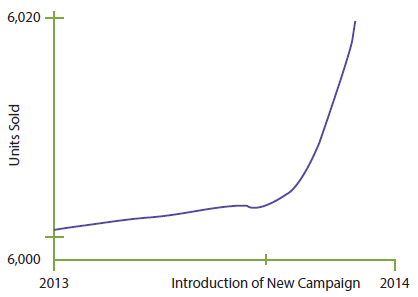 6,020
Units Sold
6,000
2013 Introduction of New Campaign 2014